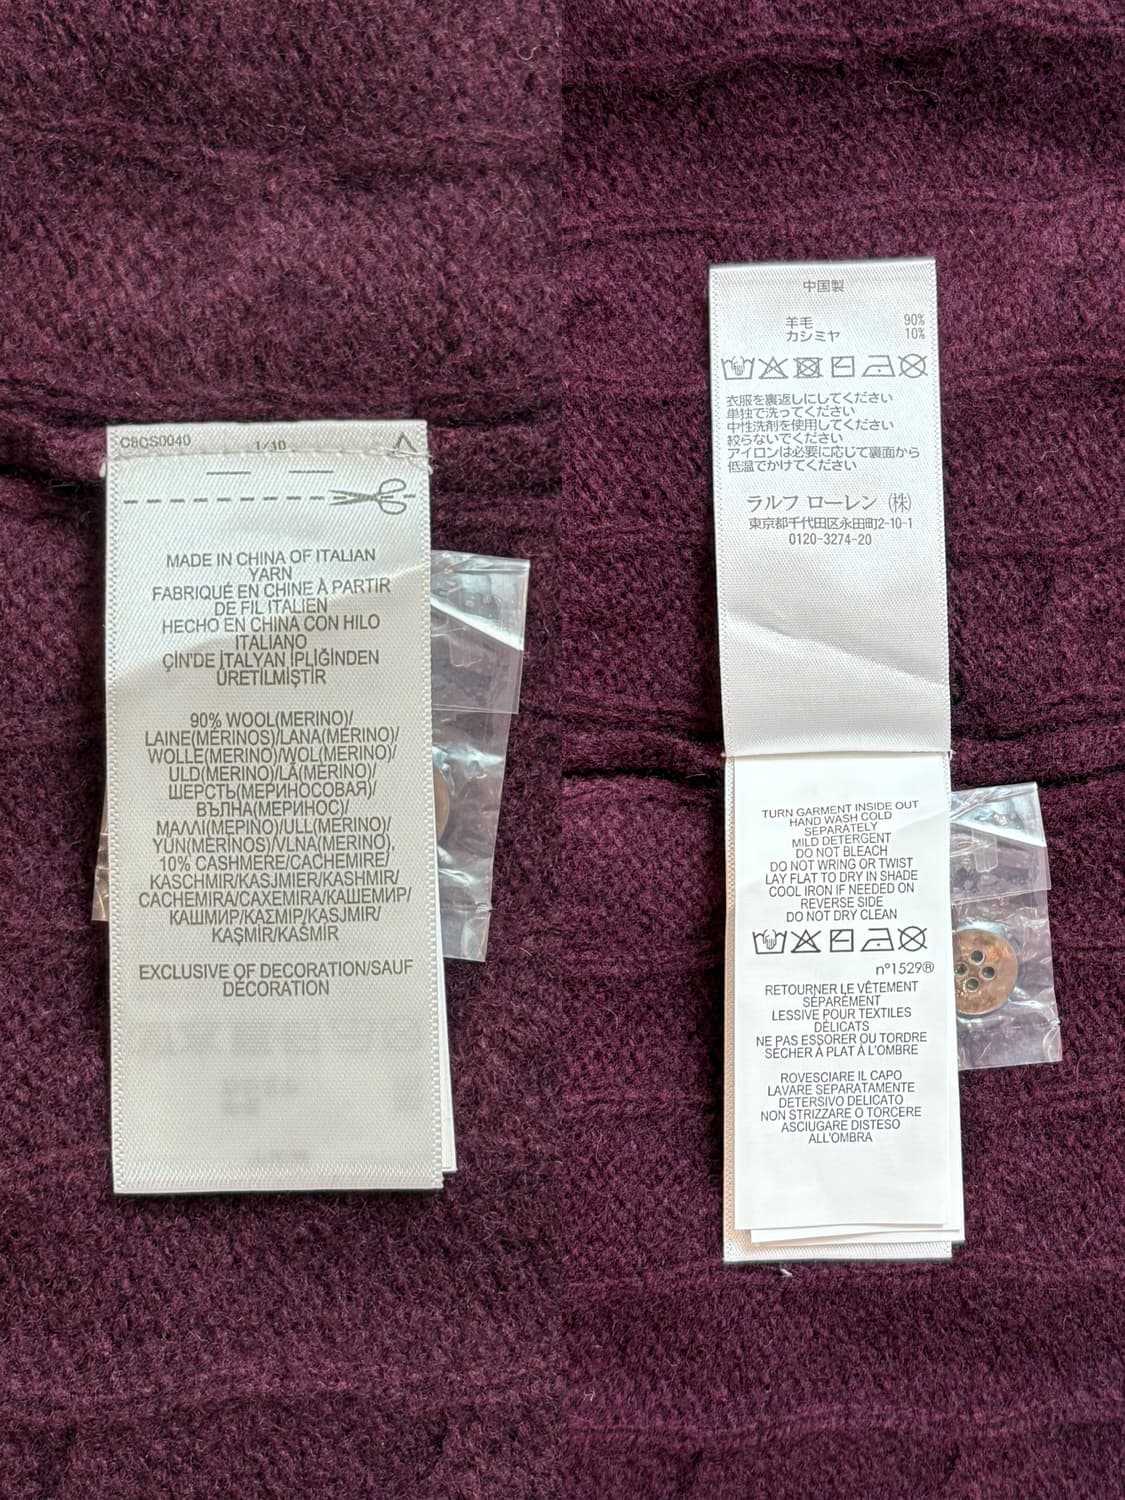 C8CS0040
1/10
MADE IN CHINA OF ITALIAN
YARN
FABRIQUÉ EN CHINE À PARTIR
DE FIL ITALIEN
HECHO EN CHINA CON HILO
ITALIANO
ÇİN'DE İTALYAN İPLİĞİNDEN
ÜRETİLMİŞTİR
90% WOOL(MERINO)/
LAINE(MÉRINOS)/LANA(MERINO)/
WOLLE(MERINO)/WOL(MERINO)/
ULD(MERINO)/LÃ(MERINO)/
ШЕРСТЬ(МЕРИНОСОВАЯ)/
ВЪЛНА(МЕРИНОС)/
ΜΑΛΛΙ(ΜΕΡΙΝΟ)/ULL(MERINO)/
YÜN(MERINOS)/VLNA(MERINO),
10% CASHMERE/CACHEMIRE/
KASCHMIR/KASJMIER/KASHMIR/
CACHEMIRA/CAXEMIRA/КАШЕМИР/
КАШМИР/ΚΑΣΜΙΡ/KASJMIR/
KAŞMİR/KAŠMÍR
EXCLUSIVE OF DECORATION/SAUF
DÉCORATION
中国製
羊毛 90%
カシミヤ 10%
衣服を裏返しにしてください
単独で洗ってください
中性洗剤を使用してください
絞らないでください
アイロンは必要に応じて裏面から
低温でかけてください
ラルフ ローレン (株)
東京都千代田区永田町2-10-1
0120-3274-20
TURN GARMENT INSIDE OUT
HAND WASH COLD
SEPARATELY
MILD DETERGENT
DO NOT BLEACH
DO NOT WRING OR TWIST
LAY FLAT TO DRY IN SHADE
COOL IRON IF NEEDED ON
REVERSE SIDE
DO NOT DRY CLEAN
n°1529®
RETOURNER LE VÊTEMENT
SÉPARÉMENT
LESSIVE POUR TEXTILES
DÉLICATS
NE PAS ESSORER OU TORDRE
SÉCHER À PLAT À L'OMBRE
ROVESCIARE IL CAPO
LAVARE SEPARATAMENTE
DETERSIVO DELICATO
NON STRIZZARE O TORCERE
ASCIUGARE DISTESO
ALL'OMBRA